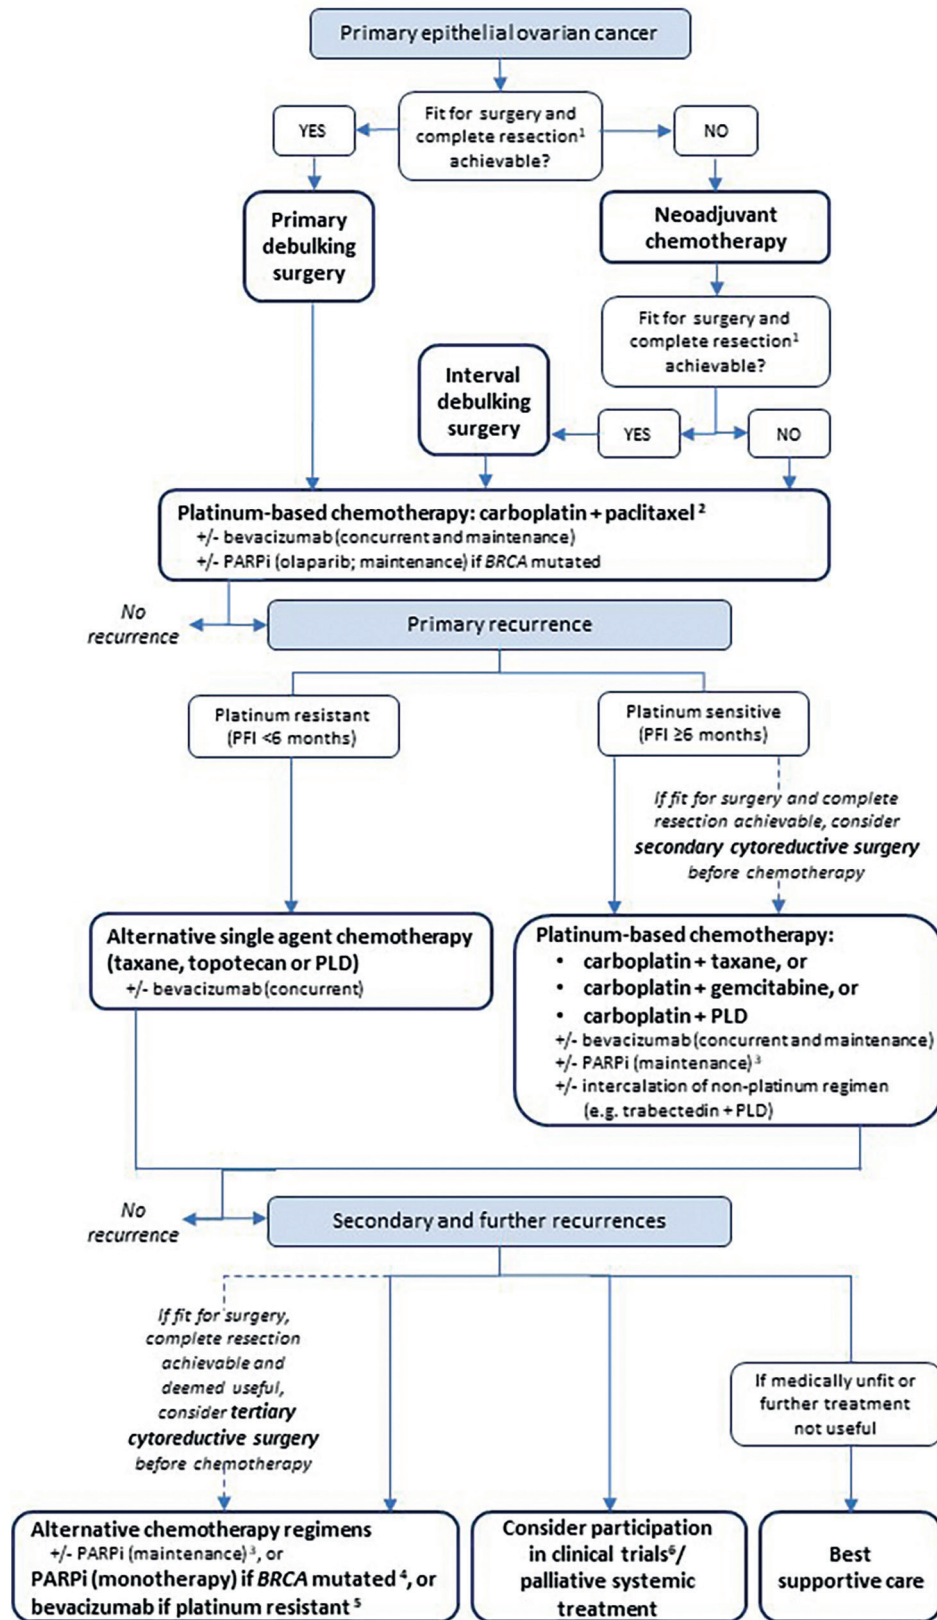 Primary epithelial ovarian cancer
YES
Fit for surgery and
complete resection1
achievable?
NO
Primary
debulking
surgery
Neoadjuvant
chemotherapy
Fit for surgery and
complete resection1
achievable?
Interval
debulking
surgery
YES
NO
Platinum-based chemotherapy: carboplatin + paclitaxel 2
+/- bevacizumab (concurrent and maintenance)
+/- PARPi (olaparib; maintenance) if BRCA mutated
No
recurrence
Primary recurrence
Platinum resistant
(PFI <6 months)
Platinum sensitive
(PFI ≥6 months)
If fit for surgery and complete
resection achievable, consider
secondary cytoreductive surgery
before chemotherapy
Alternative single agent chemotherapy
(taxane, topotecan or PLD)
+/- bevacizumab (concurrent)
Platinum-based chemotherapy:
• carboplatin + taxane, or
• carboplatin + gemcitabine, or
• carboplatin + PLD
+/- bevacizumab (concurrent and maintenance)
+/- PARPi (maintenance) 3
+/- intercalation of non-platinum regimen
(e.g. trabectedin + PLD)
No
recurrence
Secondary and further recurrences
If fit for surgery,
complete resection
achievable and
deemed useful,
consider tertiary
cytoreductive surgery
before chemotherapy
If medically unfit or
further treatment
not useful
Alternative chemotherapy regimens
+/- PARPi (maintenance) 3, or
PARPi (monotherapy) if BRCA mutated 4, or
bevacizumab if platinum resistant 5
Consider participation
in clinical trials6/
palliative systemic
treatment
Best
supportive care